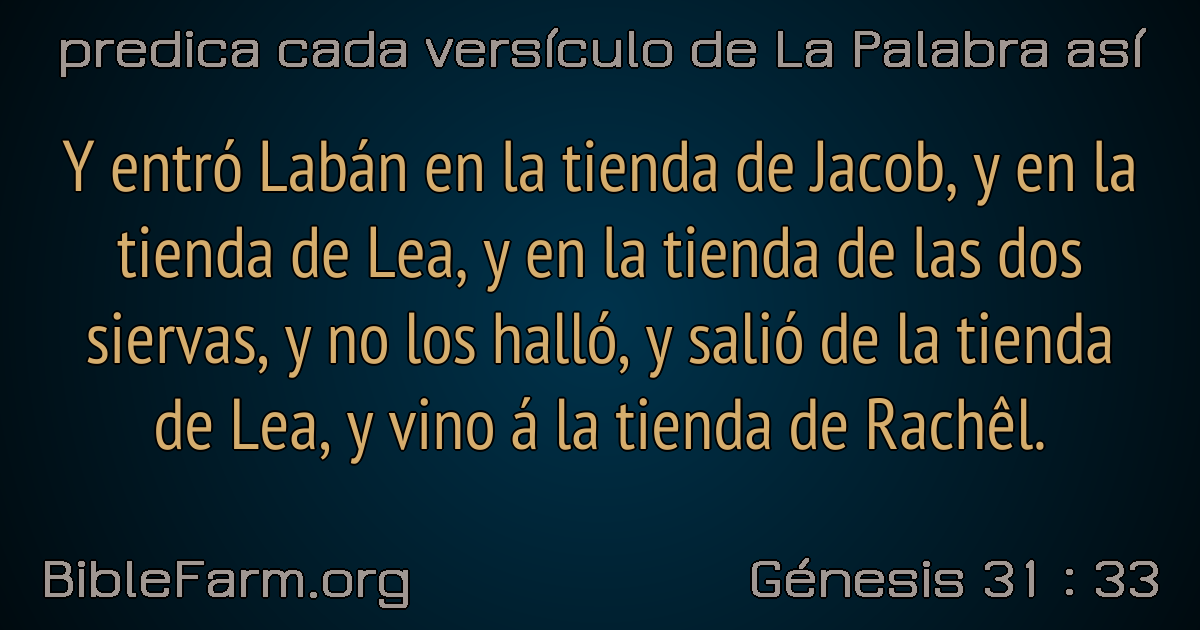 predica cada versículo de La Palabra así
Y entró Labán en la tienda de Jacob, y en la
tienda de Lea, y en la tienda de las dos
siervas, y no los halló, y salió de la tienda
de Lea, y vino á la tienda de Rachêl.
BibleFarm.org
Génesis 31 : 33